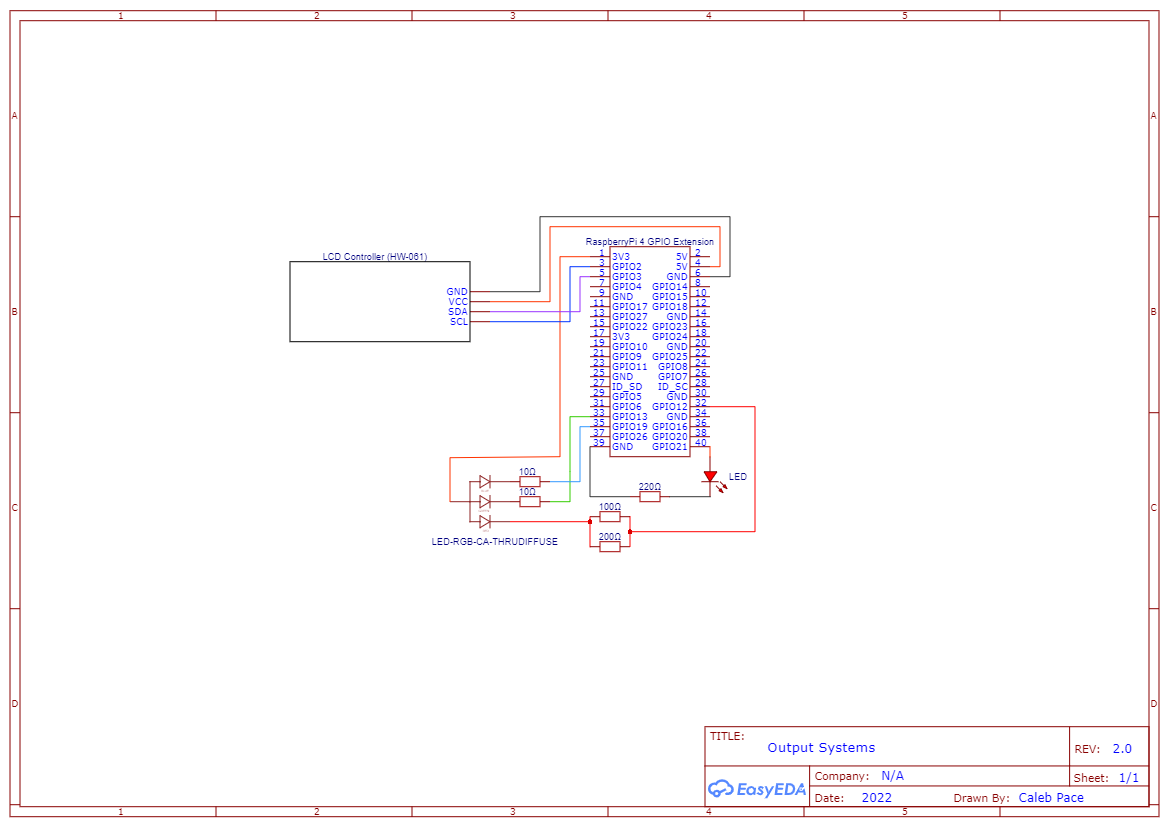 1 2 3 4 5
A A
B B
C C
D D
LCD Controller (HW-061)
GND
VCC
SDA
SCL
RaspberryPi 4 GPIO Extension
1 3V3 5V 2
3 GPIO2 5V 4
5 GPIO3 GND 6
7 GPIO4 GPIO14 8
9 GND GPIO15 10
11 GPIO17 GPIO18 12
13 GPIO27 GND 14
15 GPIO22 GPIO23 16
17 3V3 GPIO24 18
19 GPIO10 GND 20
21 GPIO9 GPIO25 22
23 GPIO11 GPIO8 24
25 GND GPIO7 26
27 ID_SD ID_SC 28
29 GPIO5 GND 30
31 GPIO6 GPIO12 32
33 GPIO13 GND 34
35 GPIO19 GPIO16 36
37 GPIO26 GPIO20 38
39 GND GPIO21 40
10Ω
10Ω
LED
220Ω
100Ω
200Ω
LED-RGB-CA-THRUDIFFUSE
TITLE:
Output Systems
REV: 2.0
EasyEDA
Company: N/A
Sheet: 1/1
Date: 2022 Drawn By: Caleb Pace
1 2 3 4 5